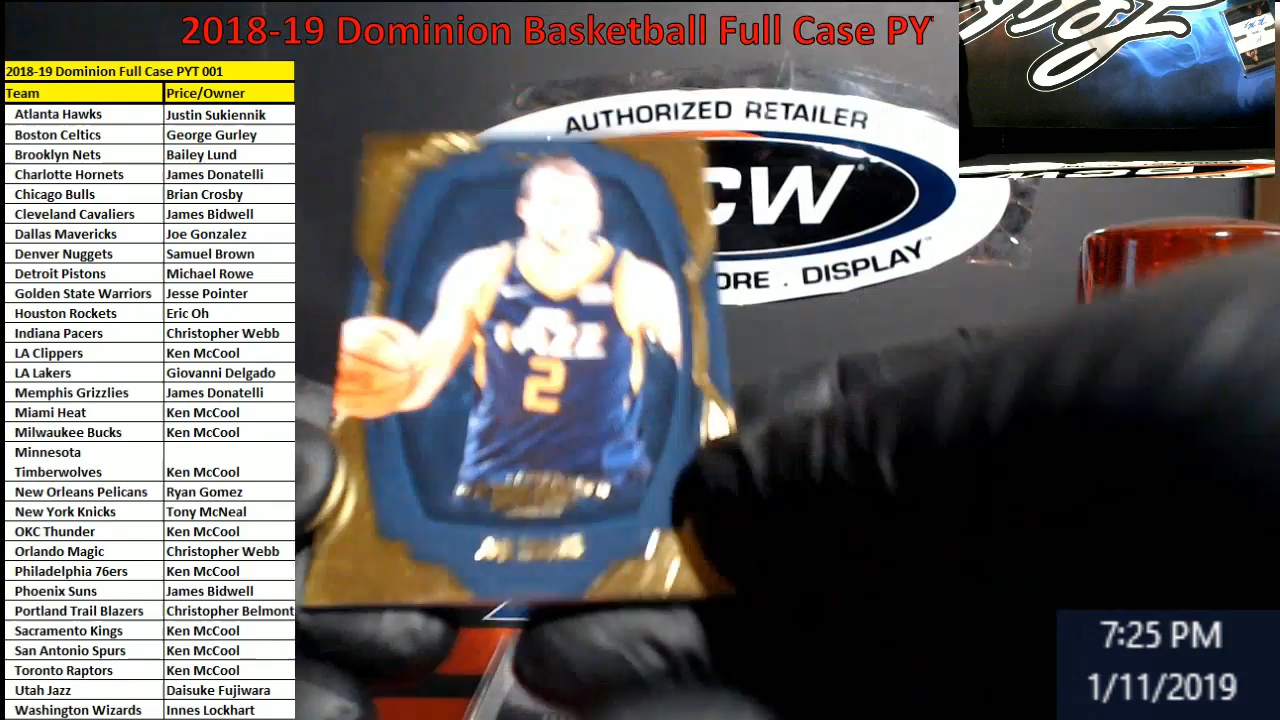 2018-19 Dominion Basketball Full Case PY
2018-19 Dominion Full Case PYT 001
Team Price/Owner
Atlanta Hawks Justin Sukiennik
Boston Celtics George Gurley
Brooklyn Nets Bailey Lund
Charlotte Hornets James Donatelli
Chicago Bulls Brian Crosby
Cleveland Cavaliers James Bidwell
Dallas Mavericks Joe Gonzalez
Denver Nuggets Samuel Brown
Detroit Pistons Michael Rowe
Golden State Warriors Jesse Pointer
Houston Rockets Eric Oh
Indiana Pacers Christopher Webb
LA Clippers Ken McCool
LA Lakers Giovanni Delgado
Memphis Grizzlies James Donatelli
Miami Heat Ken McCool
Milwaukee Bucks Ken McCool
Minnesota
Timberwolves Ken McCool
New Orleans Pelicans Ryan Gomez
New York Knicks Tony McNeal
OKC Thunder Ken McCool
Orlando Magic Christopher Webb
Philadelphia 76ers Ken McCool
Phoenix Suns James Bidwell
Portland Trail Blazers Christopher Belmont
Sacramento Kings Ken McCool
San Antonio Spurs Ken McCool
Toronto Raptors Ken McCool
Utah Jazz Daisuke Fujiwara
Washington Wizards Innes Lockhart
AUTHORIZED RETAILER
CW
ORE . DISPLAY
JAZZ
2
7:25 PM
1/11/2019